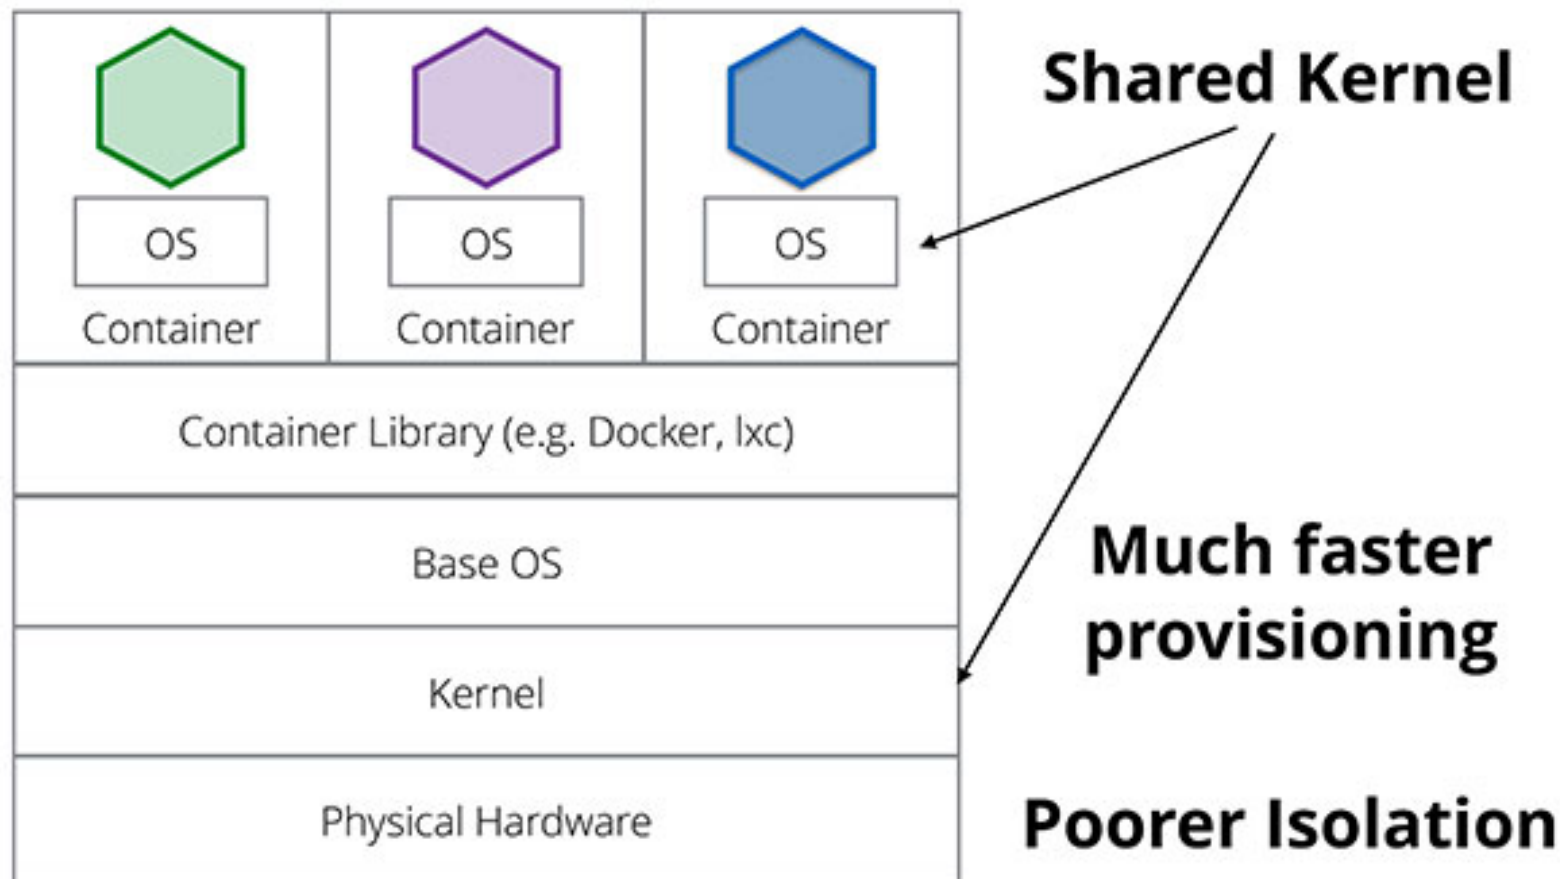 Shared Kernel
OS
OS
OS
Container
Container
Container
Container Library (e.g. Docker, lxc)
Base OS
Much faster
provisioning
Kernel
Physical Hardware
Poorer Isolation